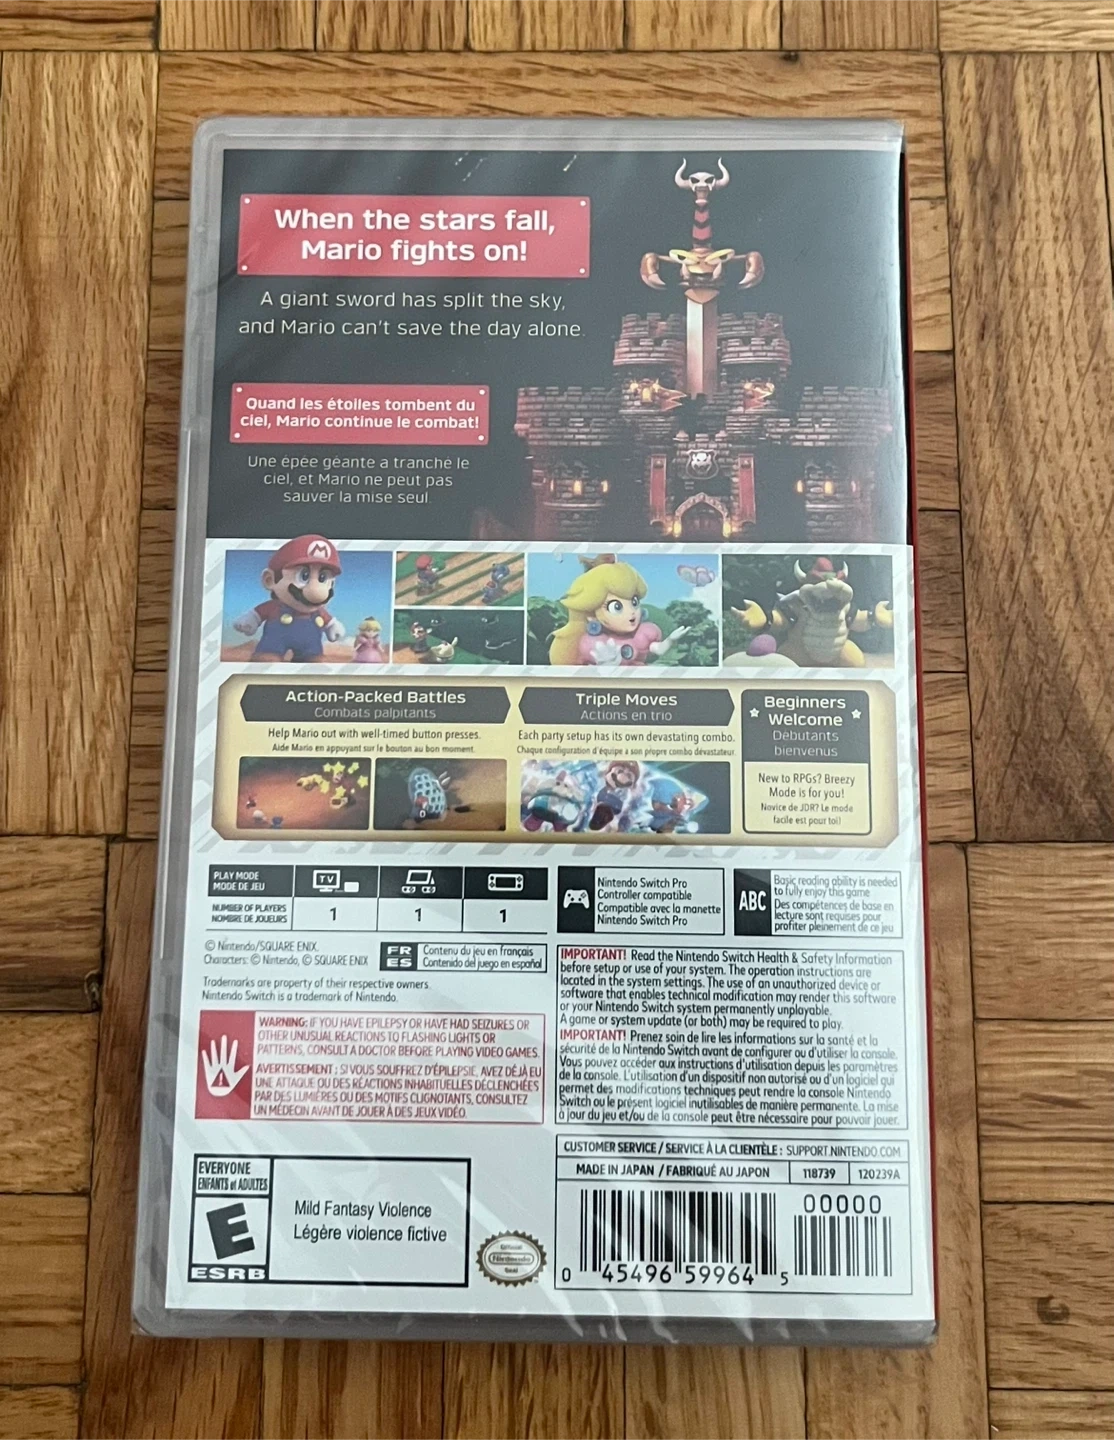 When the stars fall,
Mario fights on!
A giant sword has split the sky,
and Mario can't save the day alone.
Quand les étoiles tombent du
ciel, Mario continue le combat!
Une épée géante a tranché le
ciel, et Mario ne peut pas
sauver la mise seul.
M
Action-Packed Battles
Combats palpitants
Help Mario out with well-timed button presses.
Aide Mario en appuyant sur le bouton au bon moment.
Triple Moves
Actions en trio
Each party setup has its own devastating combo.
Chaque configuration d'équipe a son propre combo dévastateur.
Beginners
Welcome
Débutants
bienvenus
New to RPGs? Breezy
Mode is for you!
Novice de JDR? Le mode
facile est pour toi!
PLAY MODE
MODE DE JEU
TV
NUMBER OF PLAYERS
NOMBRE DE JOUEURS
1 1 1
Nintendo Switch Pro
Controller compatible
Compatible avec la manette
Nintendo Switch Pro
ABC
Basic reading ability is needed
to fully enjoy this game
Des compétences de base en
lecture sont requises pour
profiter pleinement de ce jeu
© Nintendo/SQUARE ENIX.
Characters: © Nintendo, © SQUARE ENIX
FR Contenu du jeu en français
ES Contenido del juego en español
Trademarks are property of their respective owners.
Nintendo Switch is a trademark of Nintendo.
WARNING: IF YOU HAVE EPILEPSY OR HAVE HAD SEIZURES OR
OTHER UNUSUAL REACTIONS TO FLASHING LIGHTS OR
PATTERNS, CONSULT A DOCTOR BEFORE PLAYING VIDEO GAMES.
AVERTISSEMENT : SI VOUS SOUFFREZ D'ÉPILEPSIE, AVEZ DÉJÀ EU
UNE ATTAQUE OU DES RÉACTIONS INHABITUELLES DÉCLENCHÉES
PAR DES LUMIÈRES OU DES MOTIFS CLIGNOTANTS, CONSULTEZ
UN MÉDECIN AVANT DE JOUER À DES JEUX VIDÉO.
IMPORTANT! Read the Nintendo Switch Health & Safety Information
before setup or use of your system. The operation instructions are
located in the system settings. The use of an unauthorized device or
software that enables technical modification may render this software
or your Nintendo Switch system permanently unplayable.
A game or system update (or both) may be required to play.
IMPORTANT! Prenez soin de lire les informations sur la santé et la
sécurité de la Nintendo Switch avant de configurer ou d'utiliser la console.
Vous pouvez accéder aux instructions d'utilisation depuis les paramètres
de la console. L'utilisation d'un dispositif non autorisé ou d'un logiciel qui
permet des modifications techniques peut rendre la console Nintendo
Switch ou le présent logiciel inutilisables de manière permanente. La mise
à jour du jeu et/ou de la console peut être nécessaire pour pouvoir jouer.
CUSTOMER SERVICE / SERVICE À LA CLIENTÈLE : SUPPORT.NINTENDO.COM
MADE IN JAPAN / FABRIQUÉ AU JAPON 118739 120239A
EVERYONE
ENFANTS et ADULTES
E
ESRB
Mild Fantasy Violence
Légère violence fictive
Official
Nintendo
Seal
00000
0 45496 59964 5